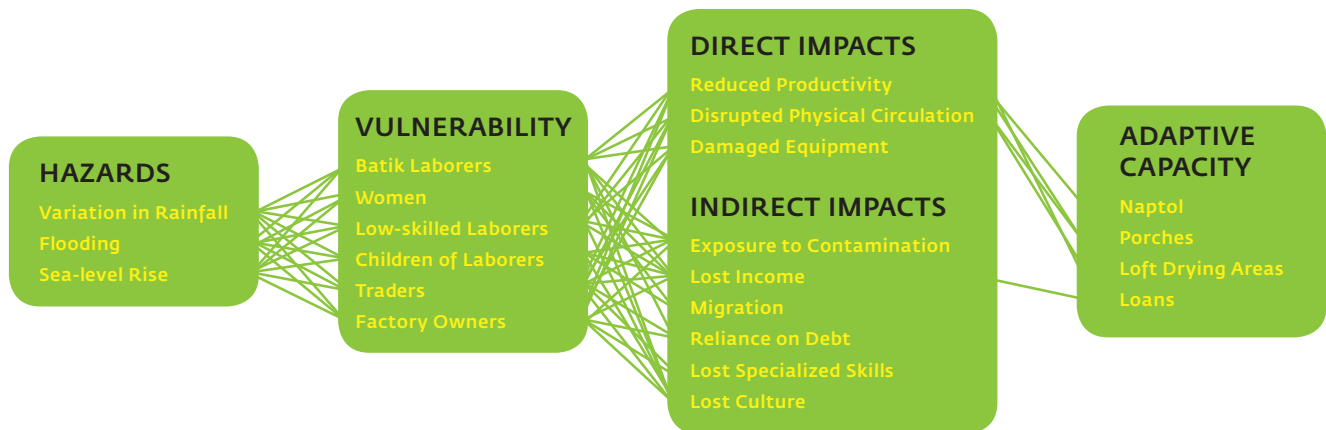 HAZARDS
Variation in Rainfall
Flooding
Sea-level Rise
VULNERABILITY
Batik Laborers
Women
Low-skilled Laborers
Children of Laborers
Traders
Factory Owners
DIRECT IMPACTS
Reduced Productivity
Disrupted Physical Circulation
Damaged Equipment
INDIRECT IMPACTS
Exposure to Contamination
Lost Income
Migration
Reliance on Debt
Lost Specialized Skills
Lost Culture
ADAPTIVE
CAPACITY
Naptol
Porches
Loft Drying Areas
Loans